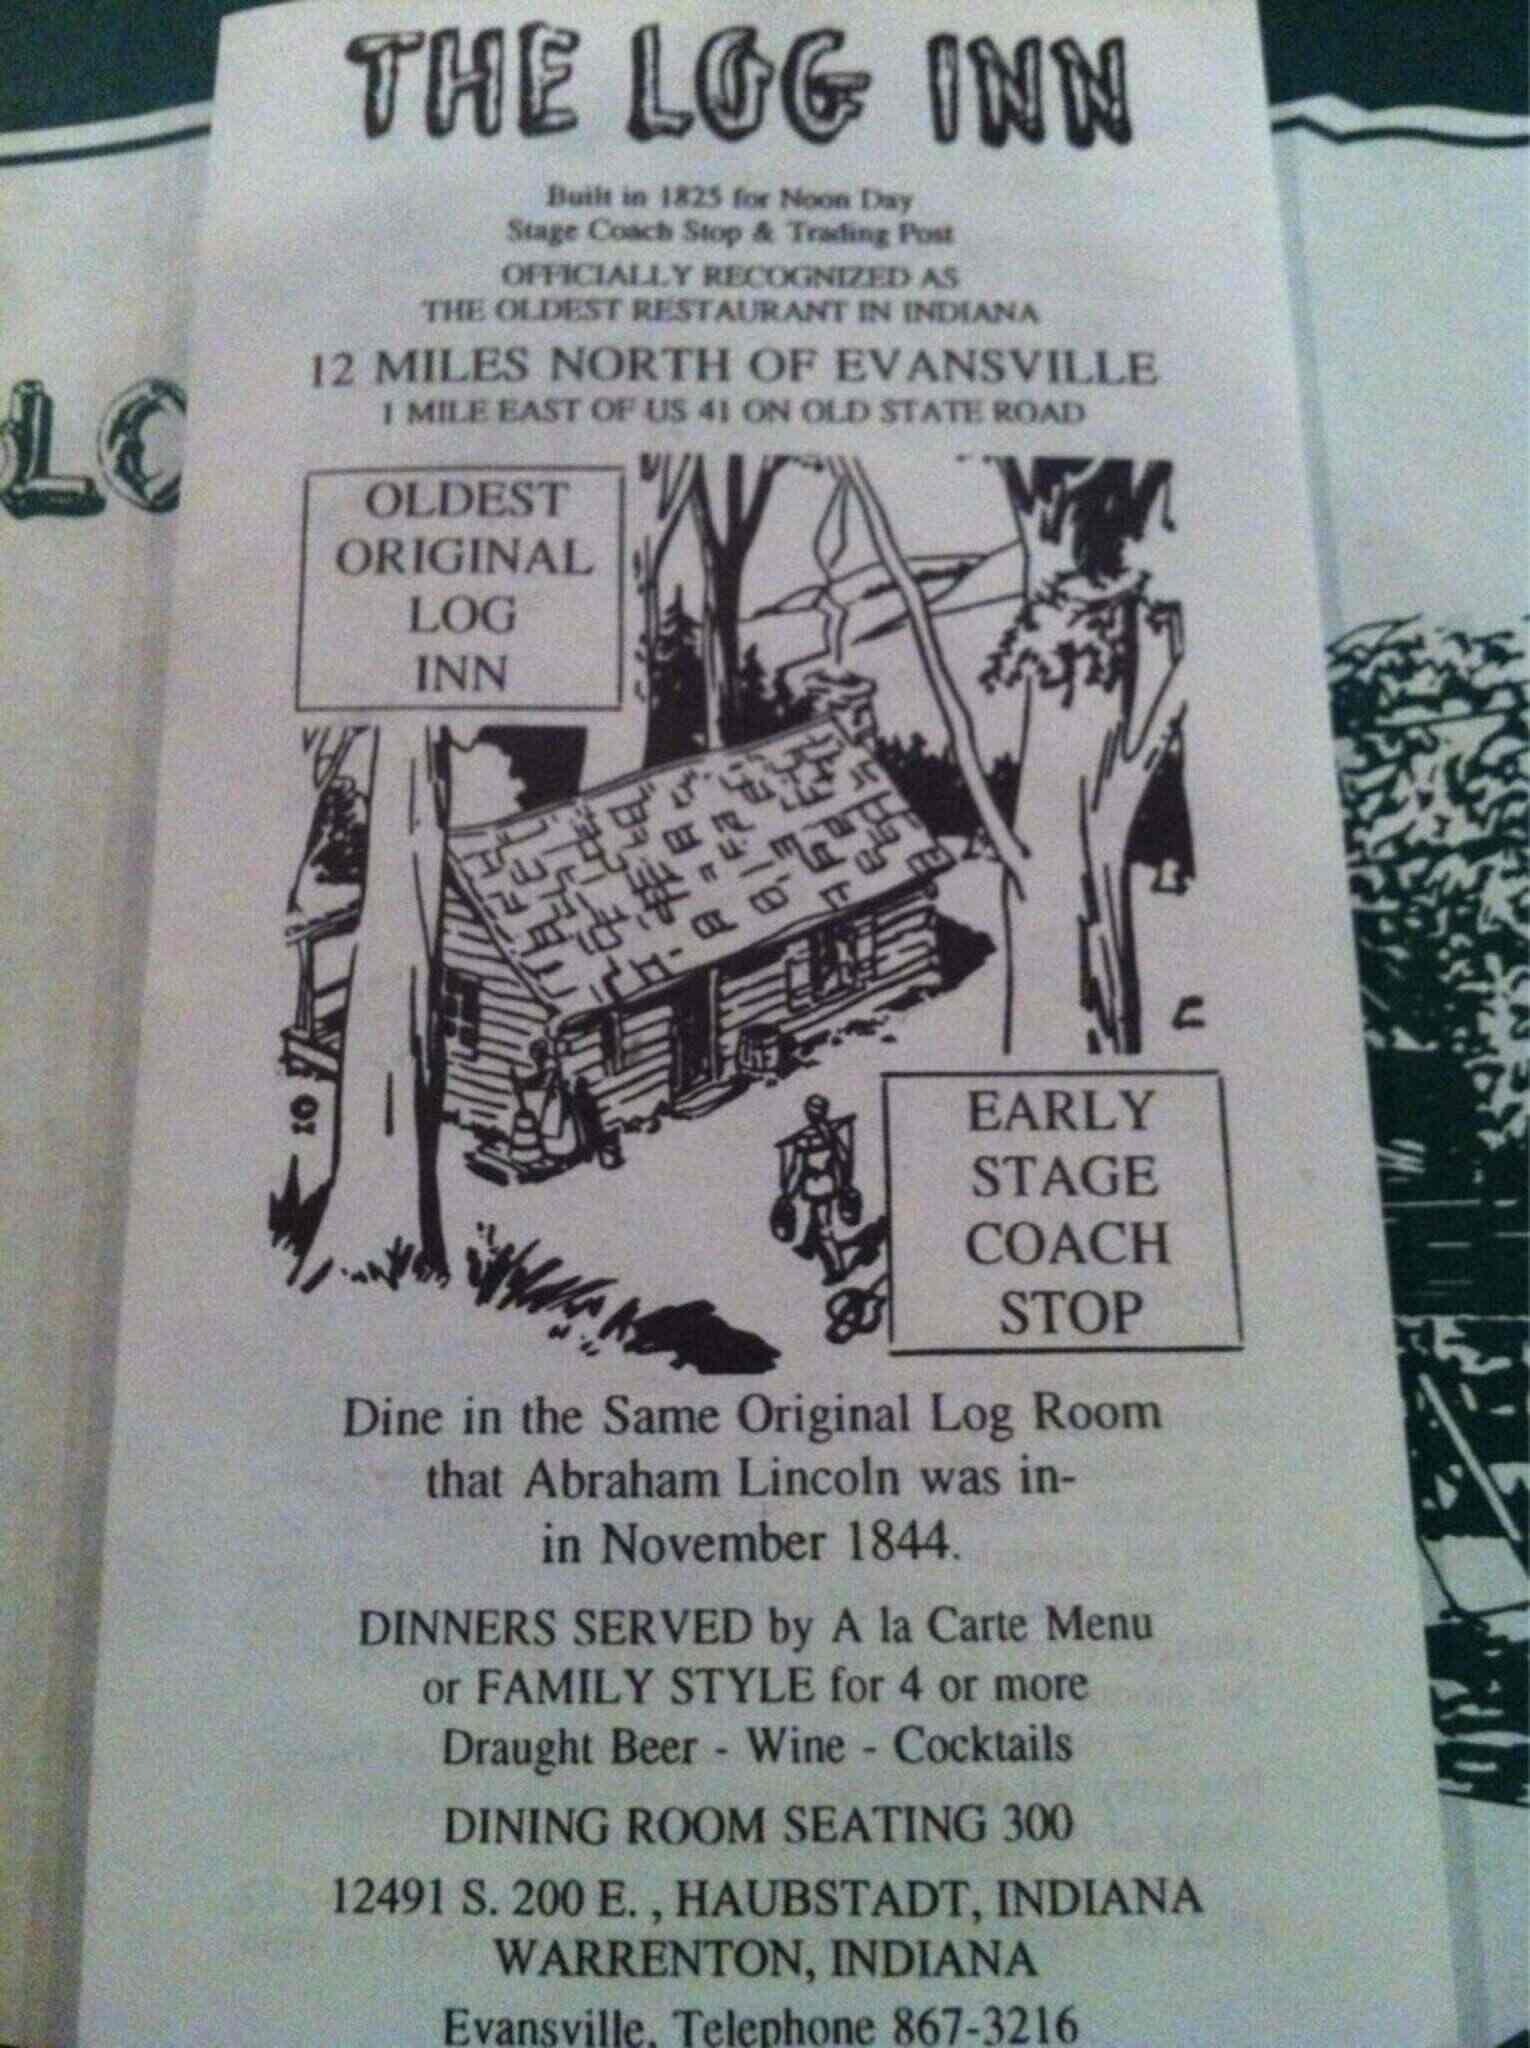 THE LOG INN
Built in 1825 for Noon Day
Stage Coach Stop & Trading Post
OFFICIALLY RECOGNIZED AS
THE OLDEST RESTAURANT IN INDIANA
12 MILES NORTH OF EVANSVILLE
1 MILE EAST OF US 41 ON OLD STATE ROAD
LO
OLDEST
ORIGINAL
LOG
INN
EARLY
STAGE
COACH
STOP
Dine in the Same Original Log Room
that Abraham Lincoln was in-
in November 1844.
DINNERS SERVED by A la Carte Menu
or FAMILY STYLE for 4 or more
Draught Beer - Wine - Cocktails
DINING ROOM SEATING 300
12491 S. 200 E., HAUBSTADT, INDIANA
WARRENTON, INDIANA
Evansville, Telephone 867-3216